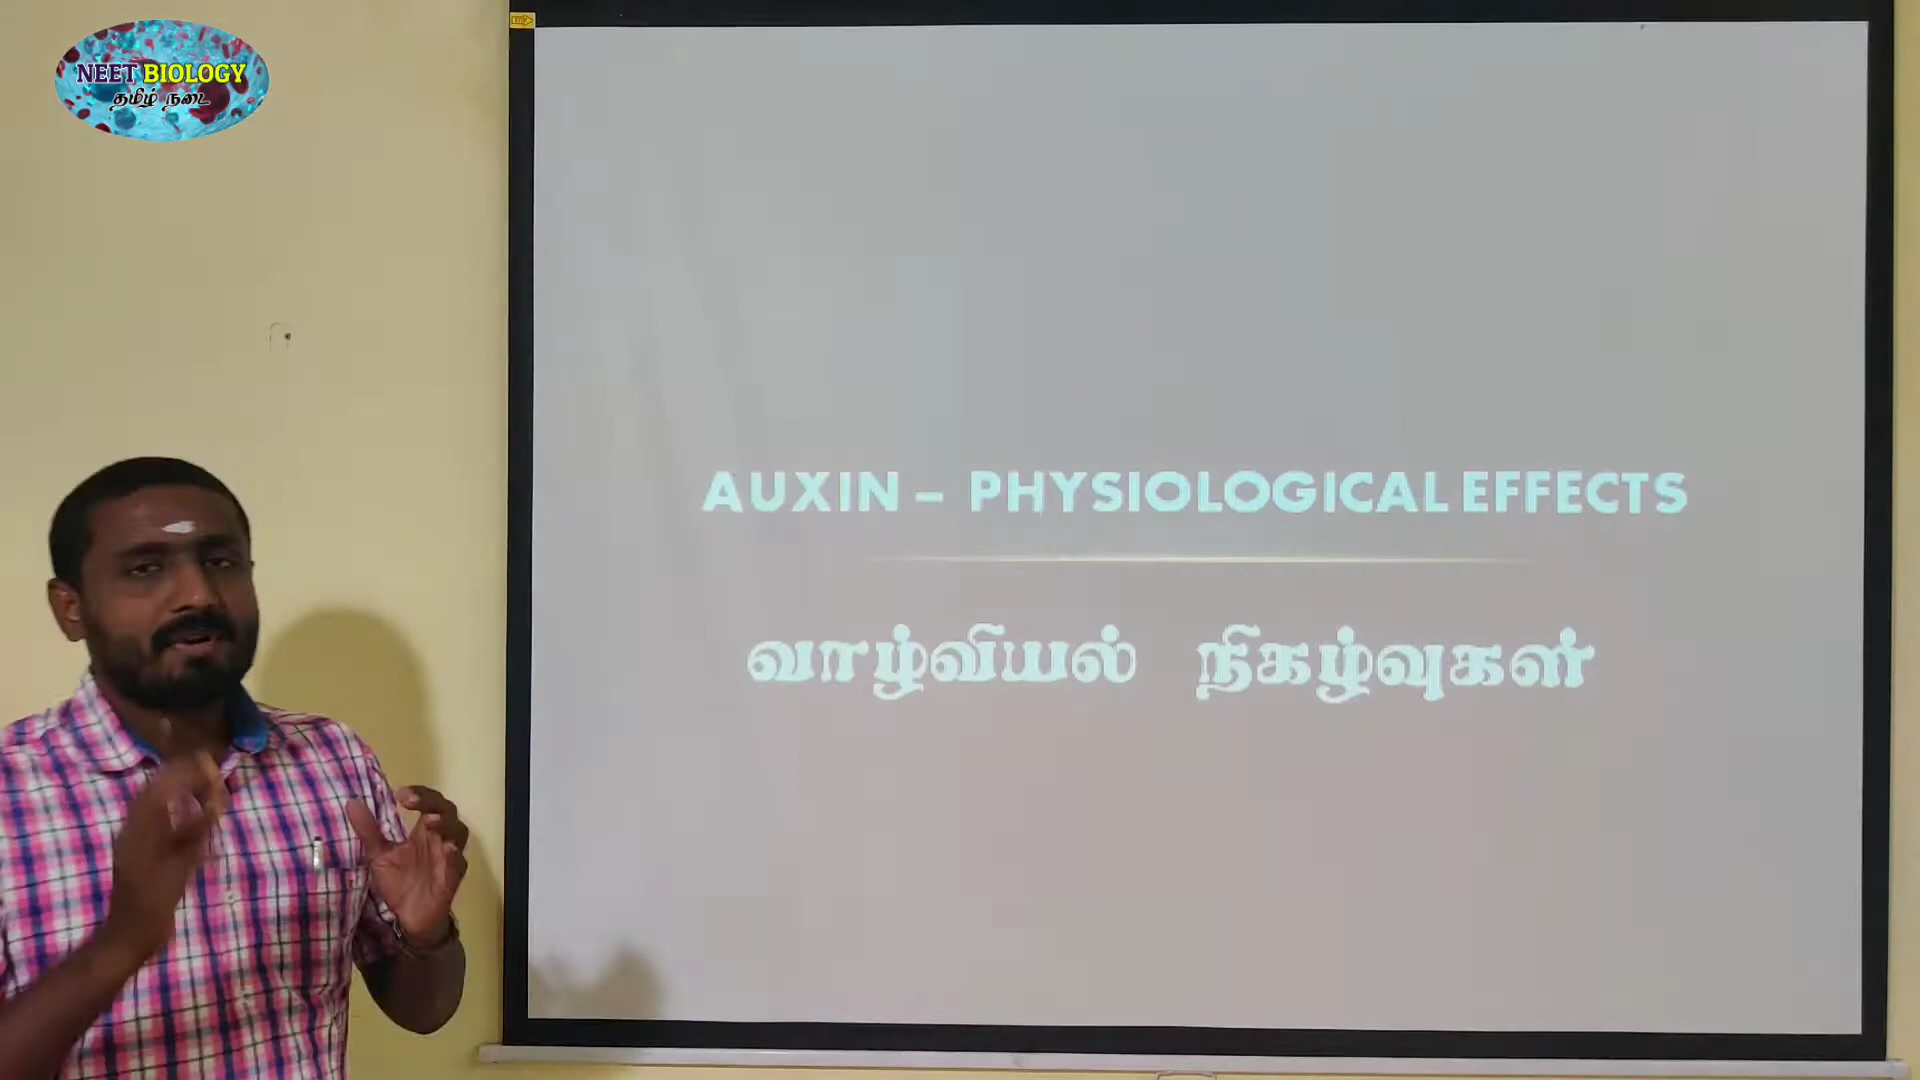 NEET BIOLOGY
தமிழ் நடை
AUXIN – PHYSIOLOGICAL EFFECTS
வாழ்வியல் நிகழ்வுகள்